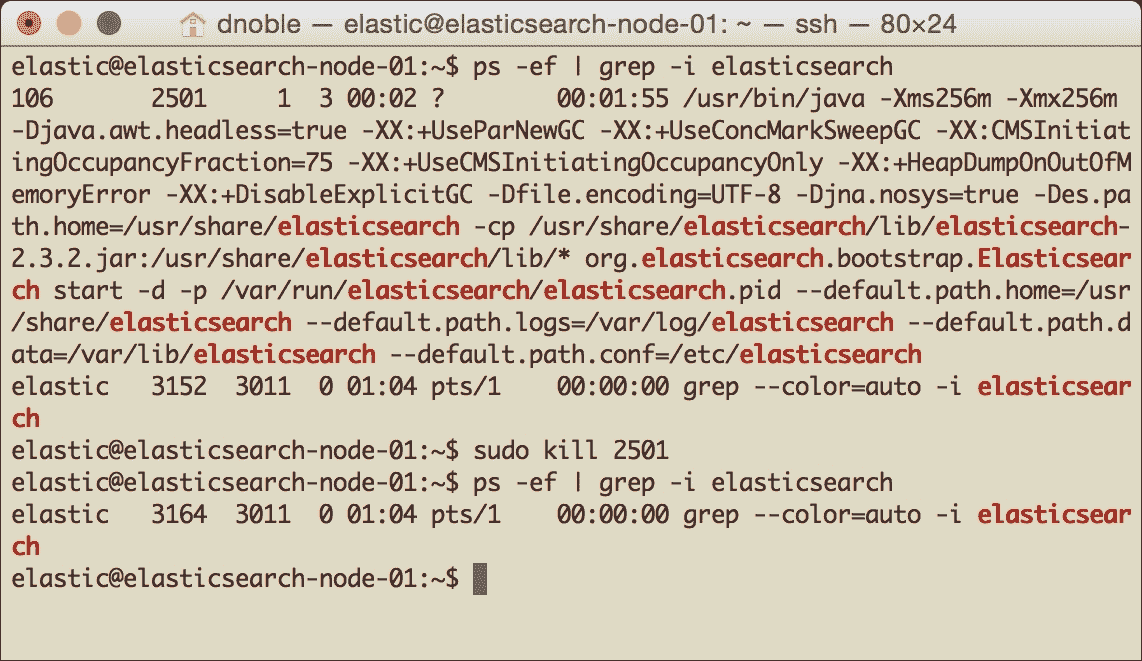 dnoble — elastic@elasticsearch-node-01: ~ — ssh — 80×24
elastic@elasticsearch-node-01:~$ ps -ef | grep -i elasticsearch
106       2501     1  3 00:02 ?        00:01:55 /usr/bin/java -Xms256m -Xmx256m
-Djava.awt.headless=true -XX:+UseParNewGC -XX:+UseConcMarkSweepGC -XX:CMSInitiat
ingOccupancyFraction=75 -XX:+UseCMSInitiatingOccupancyOnly -XX:+HeapDumpOnOutOfM
emoryError -XX:+DisableExplicitGC -Dfile.encoding=UTF-8 -Djna.nosys=true -Des.pa
th.home=/usr/share/elasticsearch -cp /usr/share/elasticsearch/lib/elasticsearch-
2.3.2.jar:/usr/share/elasticsearch/lib/* org.elasticsearch.bootstrap.Elasticsear
ch start -d -p /var/run/elasticsearch/elasticsearch.pid --default.path.home=/usr
/share/elasticsearch --default.path.logs=/var/log/elasticsearch --default.path.d
ata=/var/lib/elasticsearch --default.path.conf=/etc/elasticsearch
elastic   3152  3011  0 01:04 pts/1    00:00:00 grep --color=auto -i elasticsear
ch
elastic@elasticsearch-node-01:~$ sudo kill 2501
elastic@elasticsearch-node-01:~$ ps -ef | grep -i elasticsearch
elastic   3164  3011  0 01:04 pts/1    00:00:00 grep --color=auto -i elasticsear
ch
elastic@elasticsearch-node-01:~$